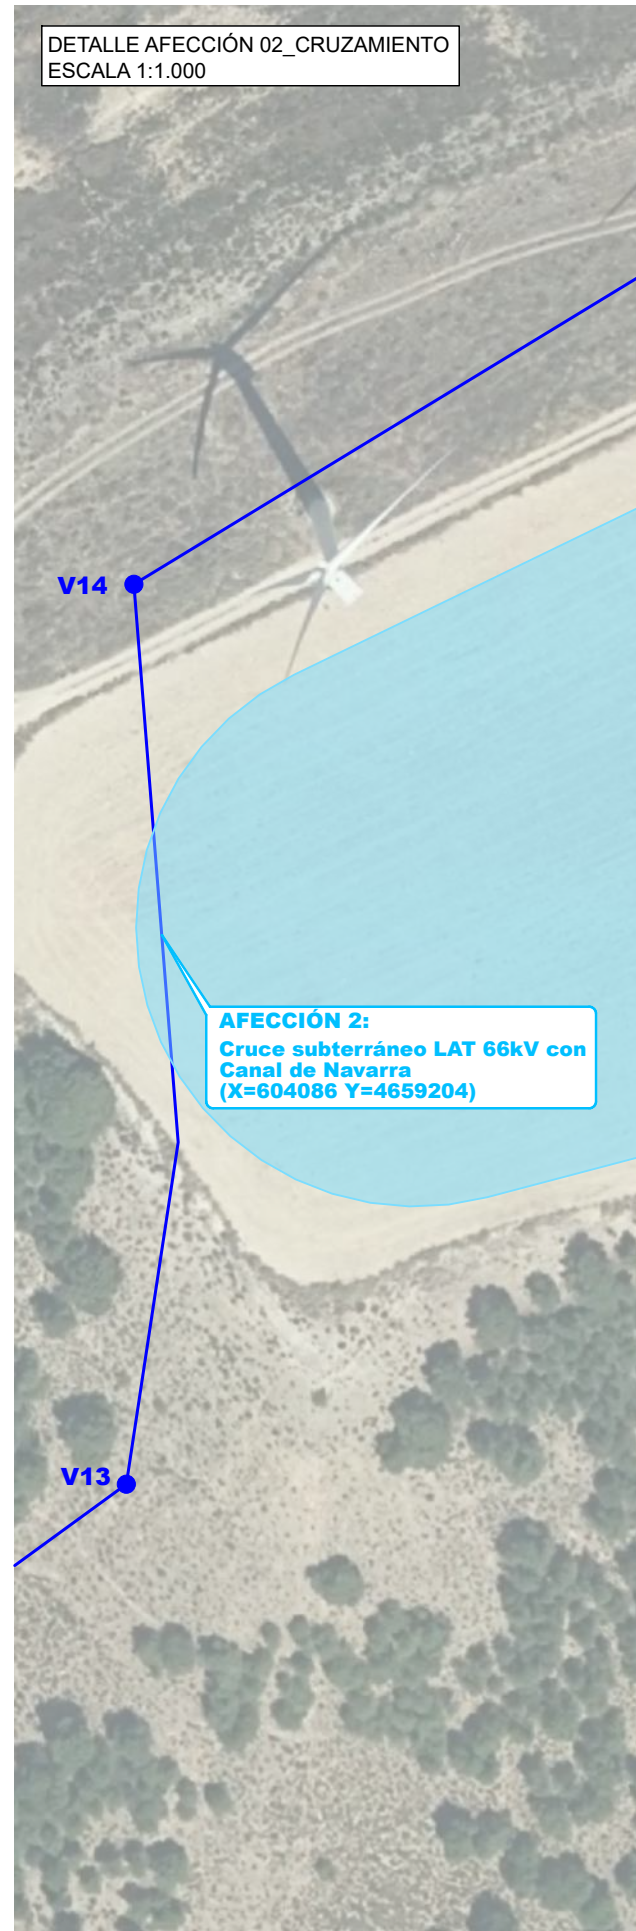 DETALLE AFECCIÓN 02_CRUZAMIENTO
ESCALA 1:1.000
V14
AFECCIÓN 2:
Cruce subterráneo LAT 66kV con
Canal de Navarra
(X=604086 Y=4659204)
V13